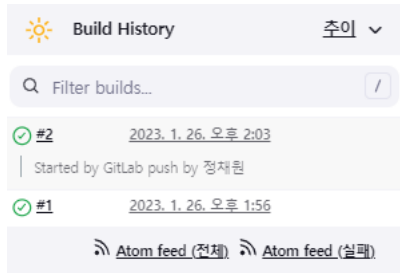 Build History 추이
Filter builds... /
#2 2023. 1. 26. 오후 2:03
Started by GitLab push by 정채원
#1 2023. 1. 26. 오후 1:56
Atom feed (전체) Atom feed (실패)